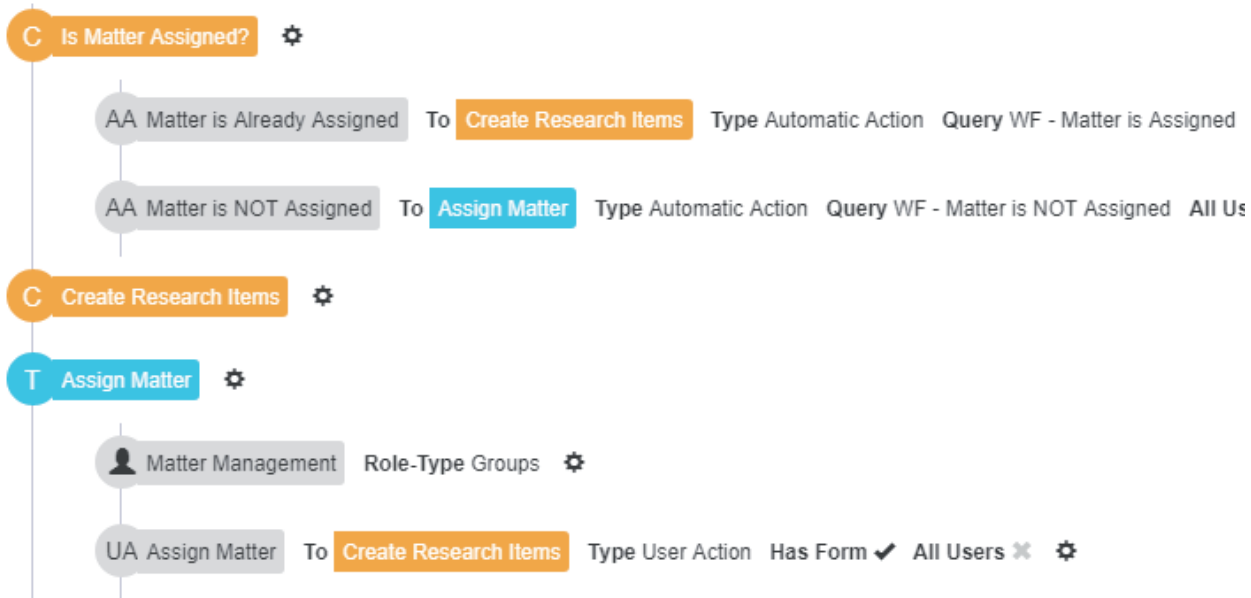 C Is Matter Assigned?
AA Matter is Already Assigned To Create Research Items Type Automatic Action Query WF - Matter is Assigned
AA Matter is NOT Assigned To Assign Matter Type Automatic Action Query WF - Matter is NOT Assigned All
C Create Research Items
T Assign Matter
Matter Management Role-Type Groups
UA Assign Matter To Create Research Items Type User Action Has Form All Users